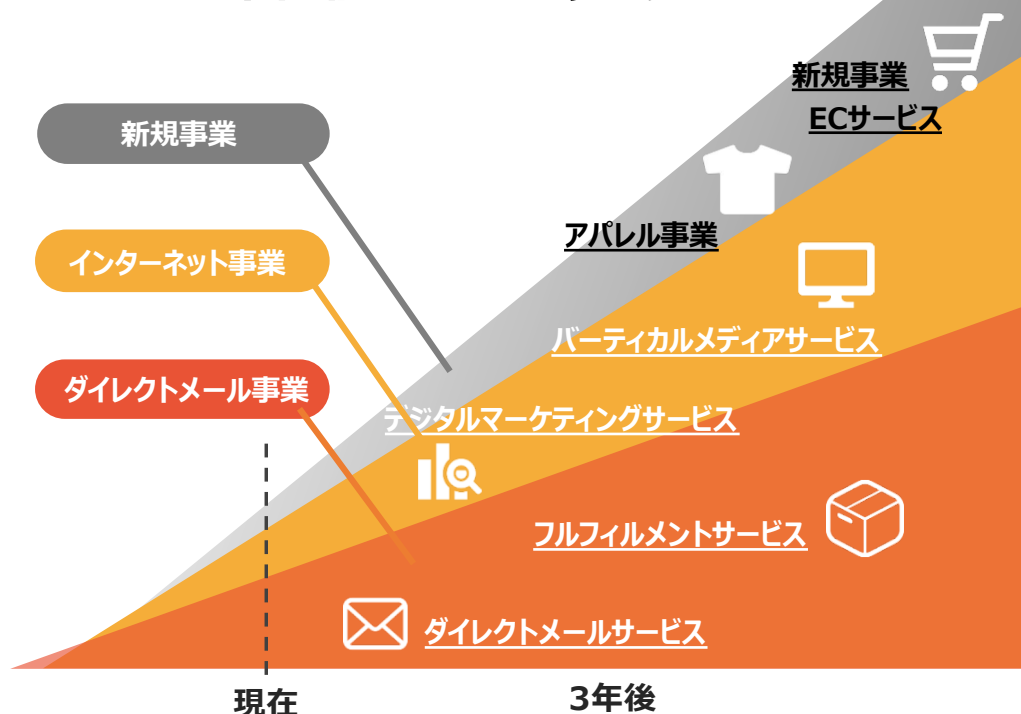 新規事業
ECサービス
新規事業
アパレル事業
インターネット事業
バーティカルメディアサービス
ダイレクトメール事業
デジタルマーケティングサービス
フルフィルメントサービス
ダイレクトメールサービス
現在
3年後